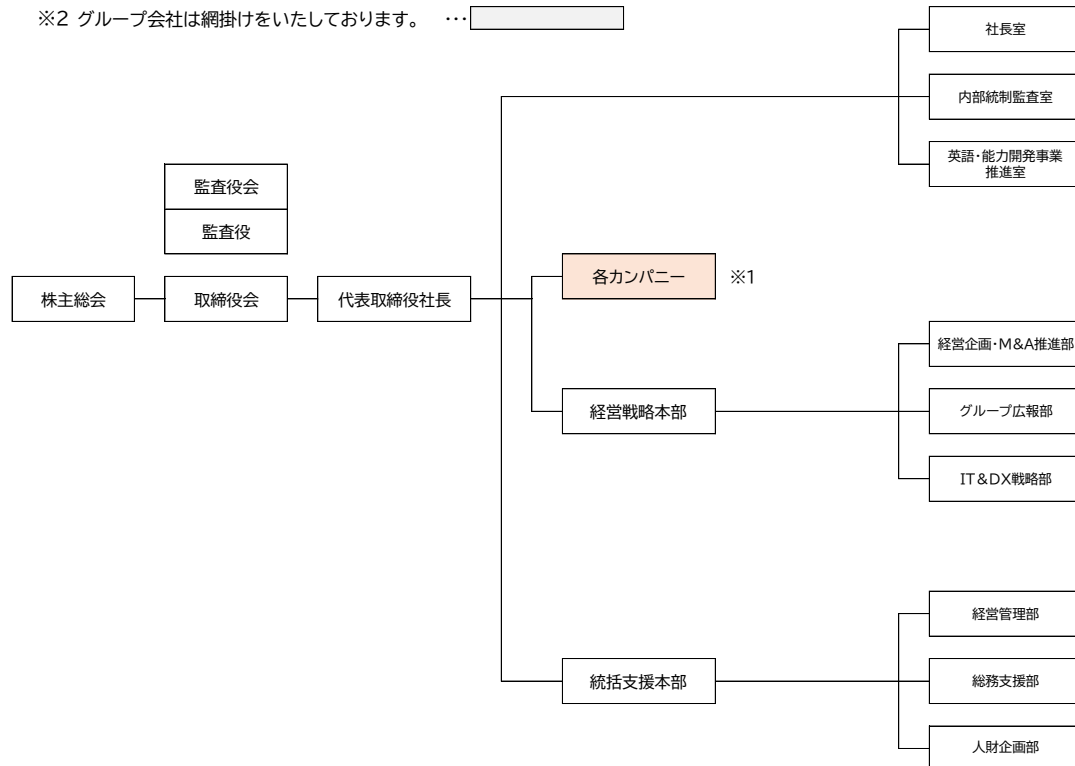 ※2 グループ会社は網掛けをいたしております。 …
社長室
内部統制監査室
英語・能力開発事業
推進室
監査役会
監査役
株主総会
取締役会
代表取締役社長
各カンパニー
※1
経営戦略本部
経営企画・M&A推進部
グループ広報部
IT&DX戦略部
統括支援本部
経営管理部
総務支援部
人財企画部